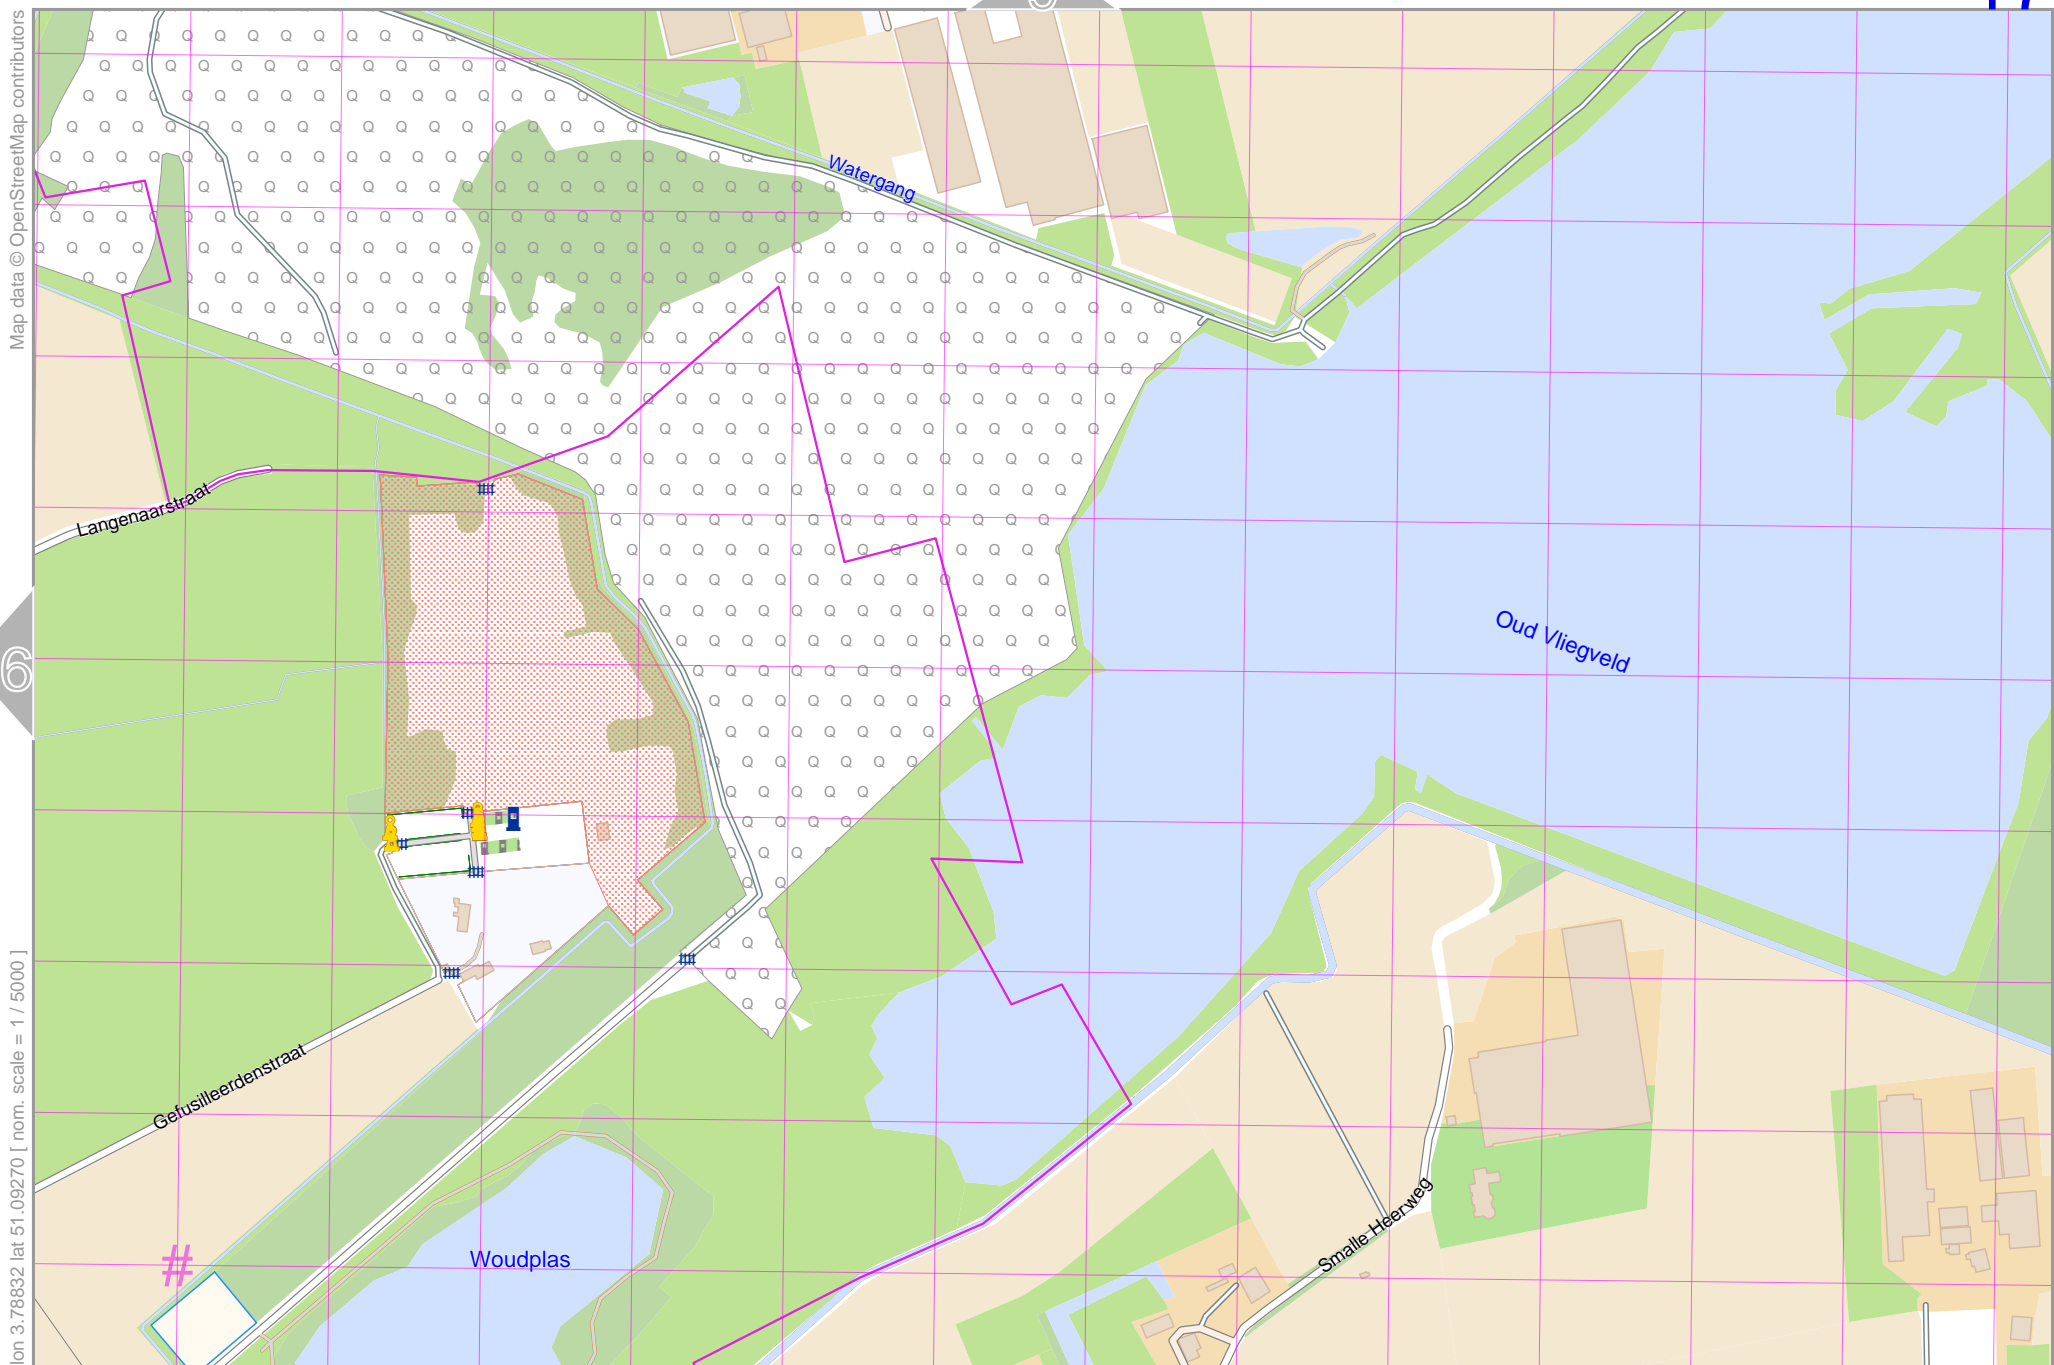 Map data © OpenStreetMap contributors
Watergang
Oud Vliegveld
Langenaarstraat
6
Gefusilleerdenstraat
Woudplas
Smalle Heerweg
#
lon 3.78832 lat 51.09270 [ nom. scale = 1 / 5000 ]